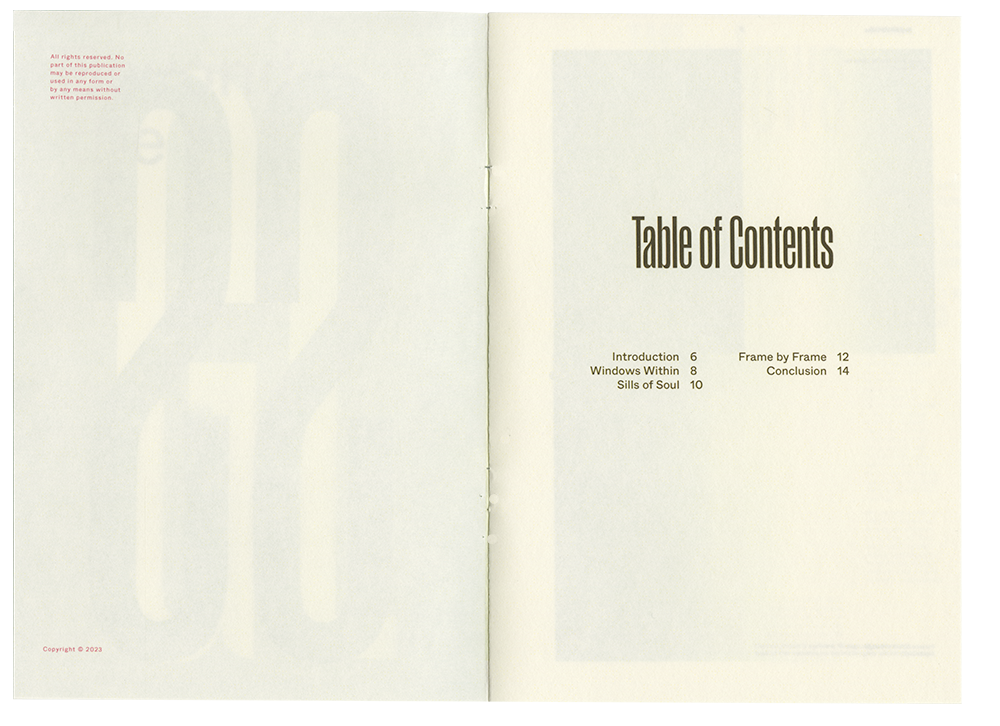 All rights reserved. No
part of this publication
may be reproduced or
used in any form or
by any means without
written permission.
Copyright © 2023
Table of Contents
Introduction 6
Windows Within 8
Sills of Soul 10
Frame by Frame 12
Conclusion 14